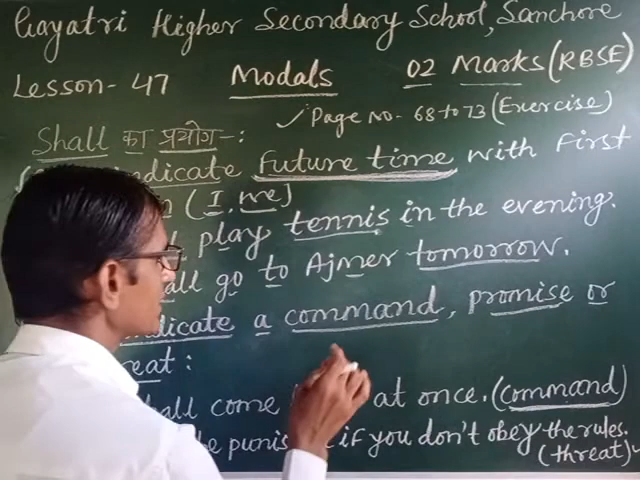 Gayatri Higher Secondary School, Sanchore
Lesson - 47 Modals 02 Marks (RBSE)
✓ Page No - 68 to 73 (Exercise)
Shall का प्रयोग -:
indicate future time with First
(I, we)
play tennis in the evening.
go to Ajmer tomorrow.
indicate a command, promise or
:
shall come at once. (command)
if you don't obey the rules.
(threat)